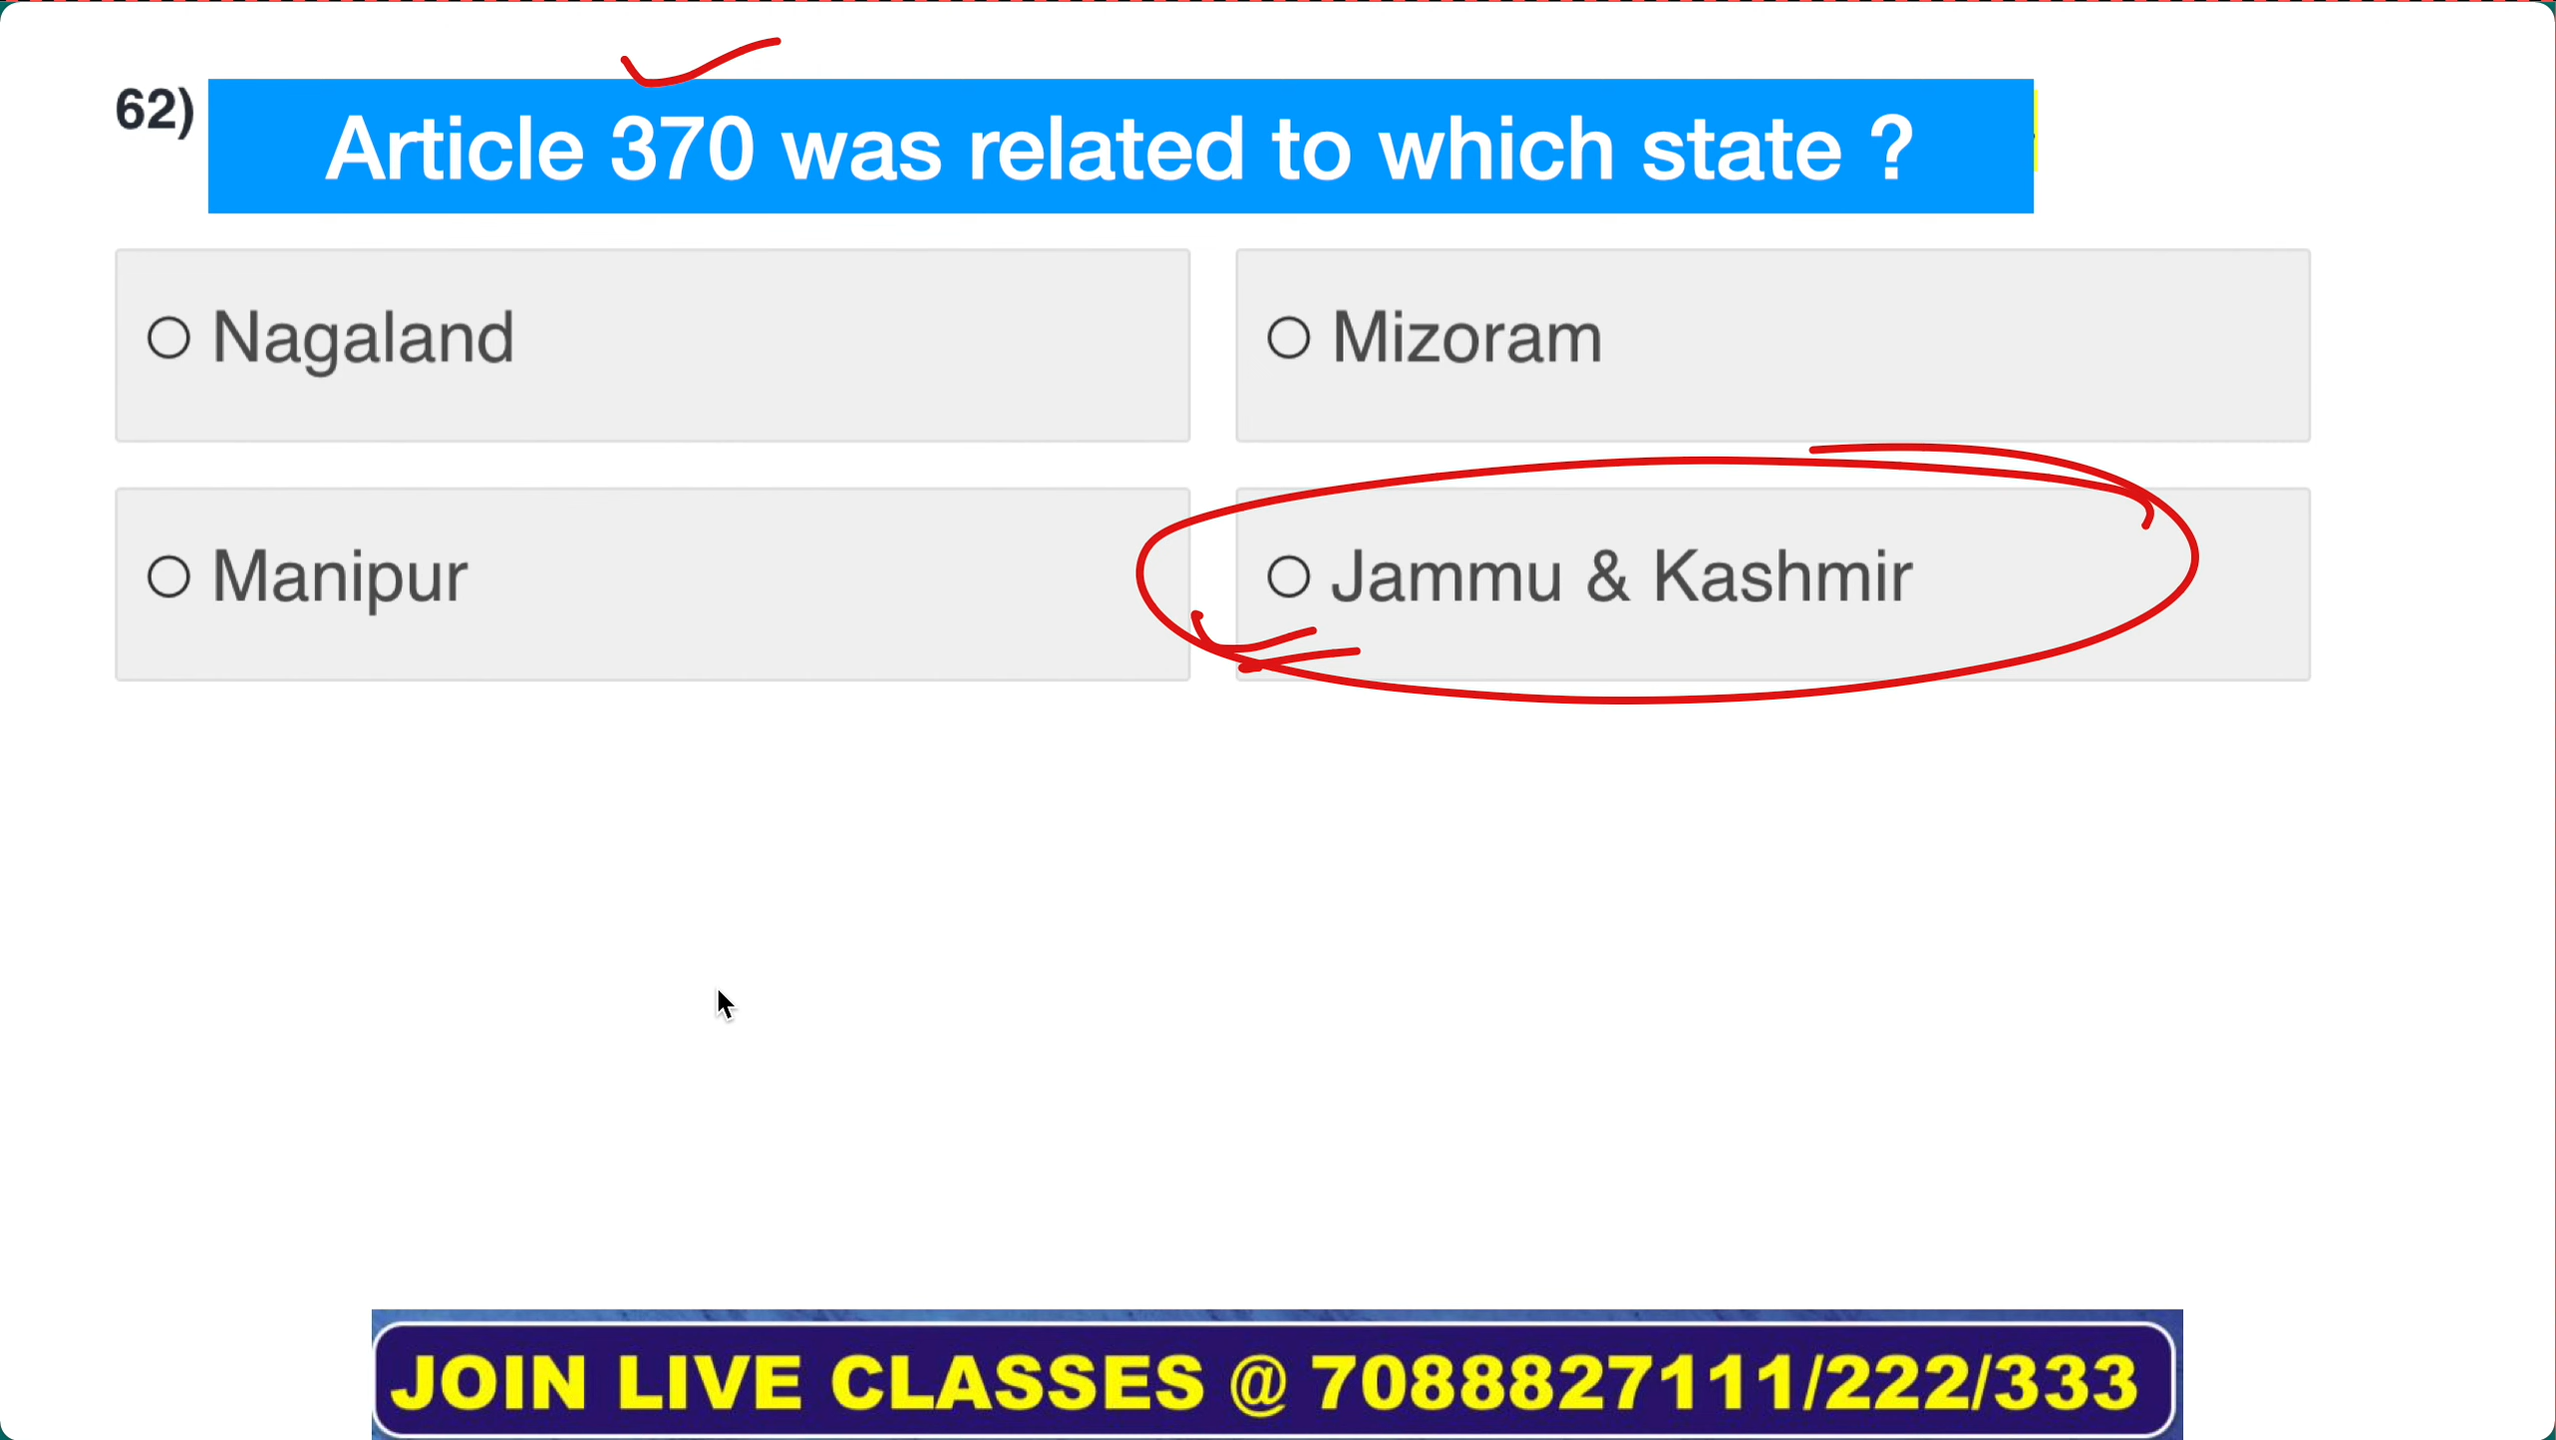 62)
Article 370 was related to which state ?
Nagaland
Mizoram
Manipur
Jammu & Kashmir
JOIN LIVE CLASSES @ 7088827111/222/333